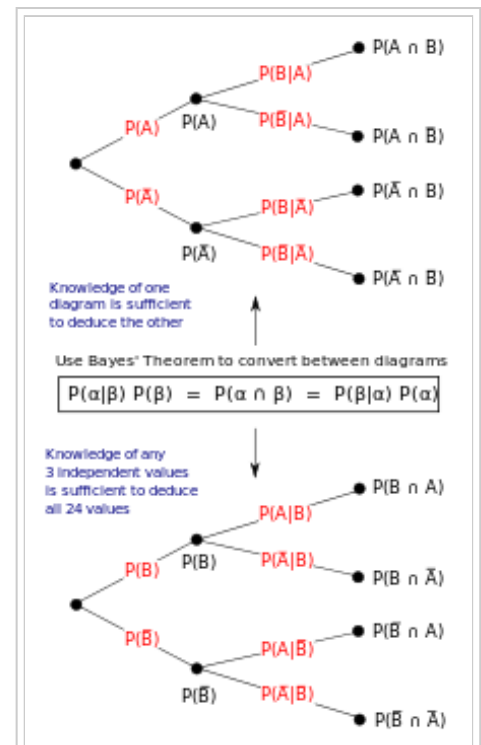 P(A ∩ B)
P(B|A)
P(A)
P(A)
P(B̅|A)
P(A ∩ B̅)
P(A̅)
P(A̅ ∩ B)
P(B|A̅)
P(A̅)
P(B̅|A̅)
P(A̅ ∩ B̅)
Knowledge of one
diagram is sufficient
to deduce the other
Use Bayes' Theorem to convert between diagrams
P(α|β) P(β) = P(α ∩ β) = P(β|α) P(α)
Knowledge of any
3 independent values
is sufficient to deduce
all 24 values
P(B ∩ A)
P(A|B)
P(B)
P(B)
P(A̅|B)
P(B ∩ A̅)
P(B̅)
P(B̅ ∩ A)
P(A|B̅)
P(B̅)
P(A̅|B̅)
P(B̅ ∩ A̅)